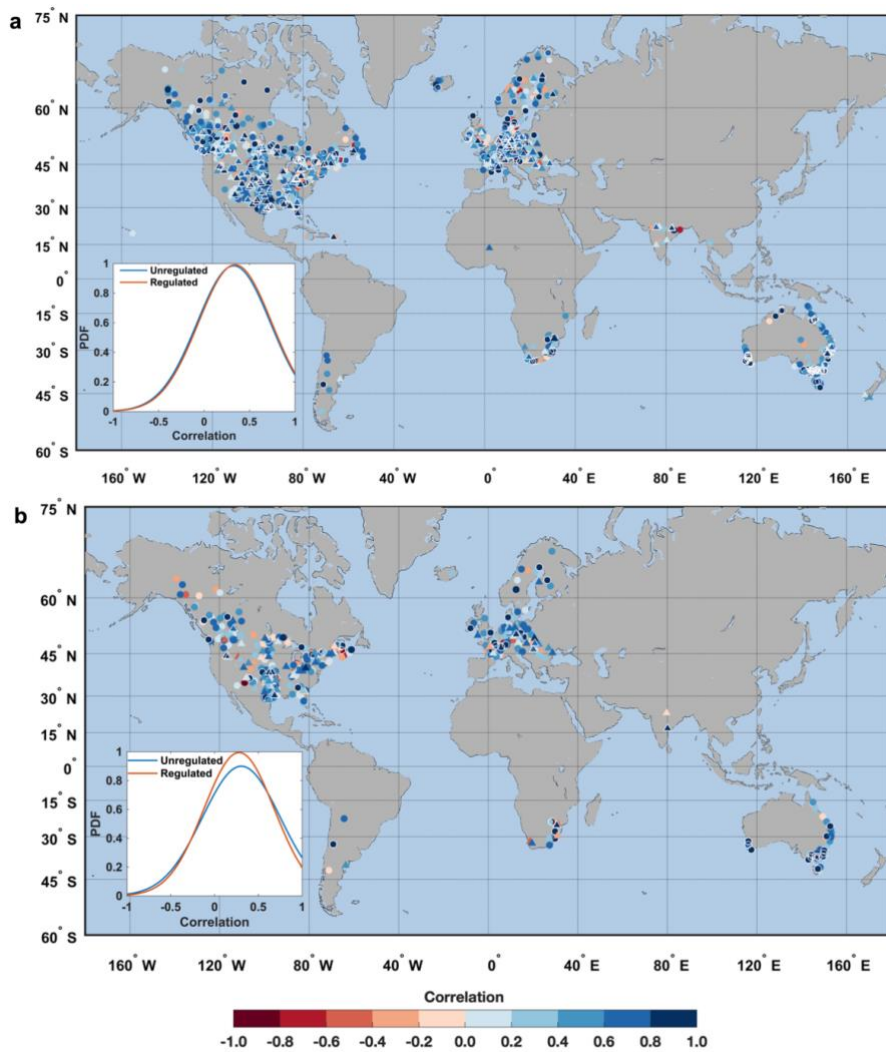 a
75° N
60° N
45° N
30° N
15° N
0°
15° S
30° S
45° S
60° S
1
0.8
0.6
0.4
0.2
0
PDF
Unregulated
Regulated
-1 -0.5 0 0.5 1
Correlation
160° W 120° W 80° W 0° 40° E 80° E 120° E 160° E
b
75° N
60° N
45° N
30° N
15° N
0°
15° S
30° S
45° S
60° S
1
0.8
0.6
0.4
0.2
0
PDF
Unregulated
Regulated
-1 -0.5 0 0.5 1
Correlation
160° W 120° W 80° W 0° 40° E 80° E 120° E 160° E
Correlation
-1.0 -0.8 -0.6 -0.4 -0.2 0.0 0.2 0.4 0.6 0.8 1.0